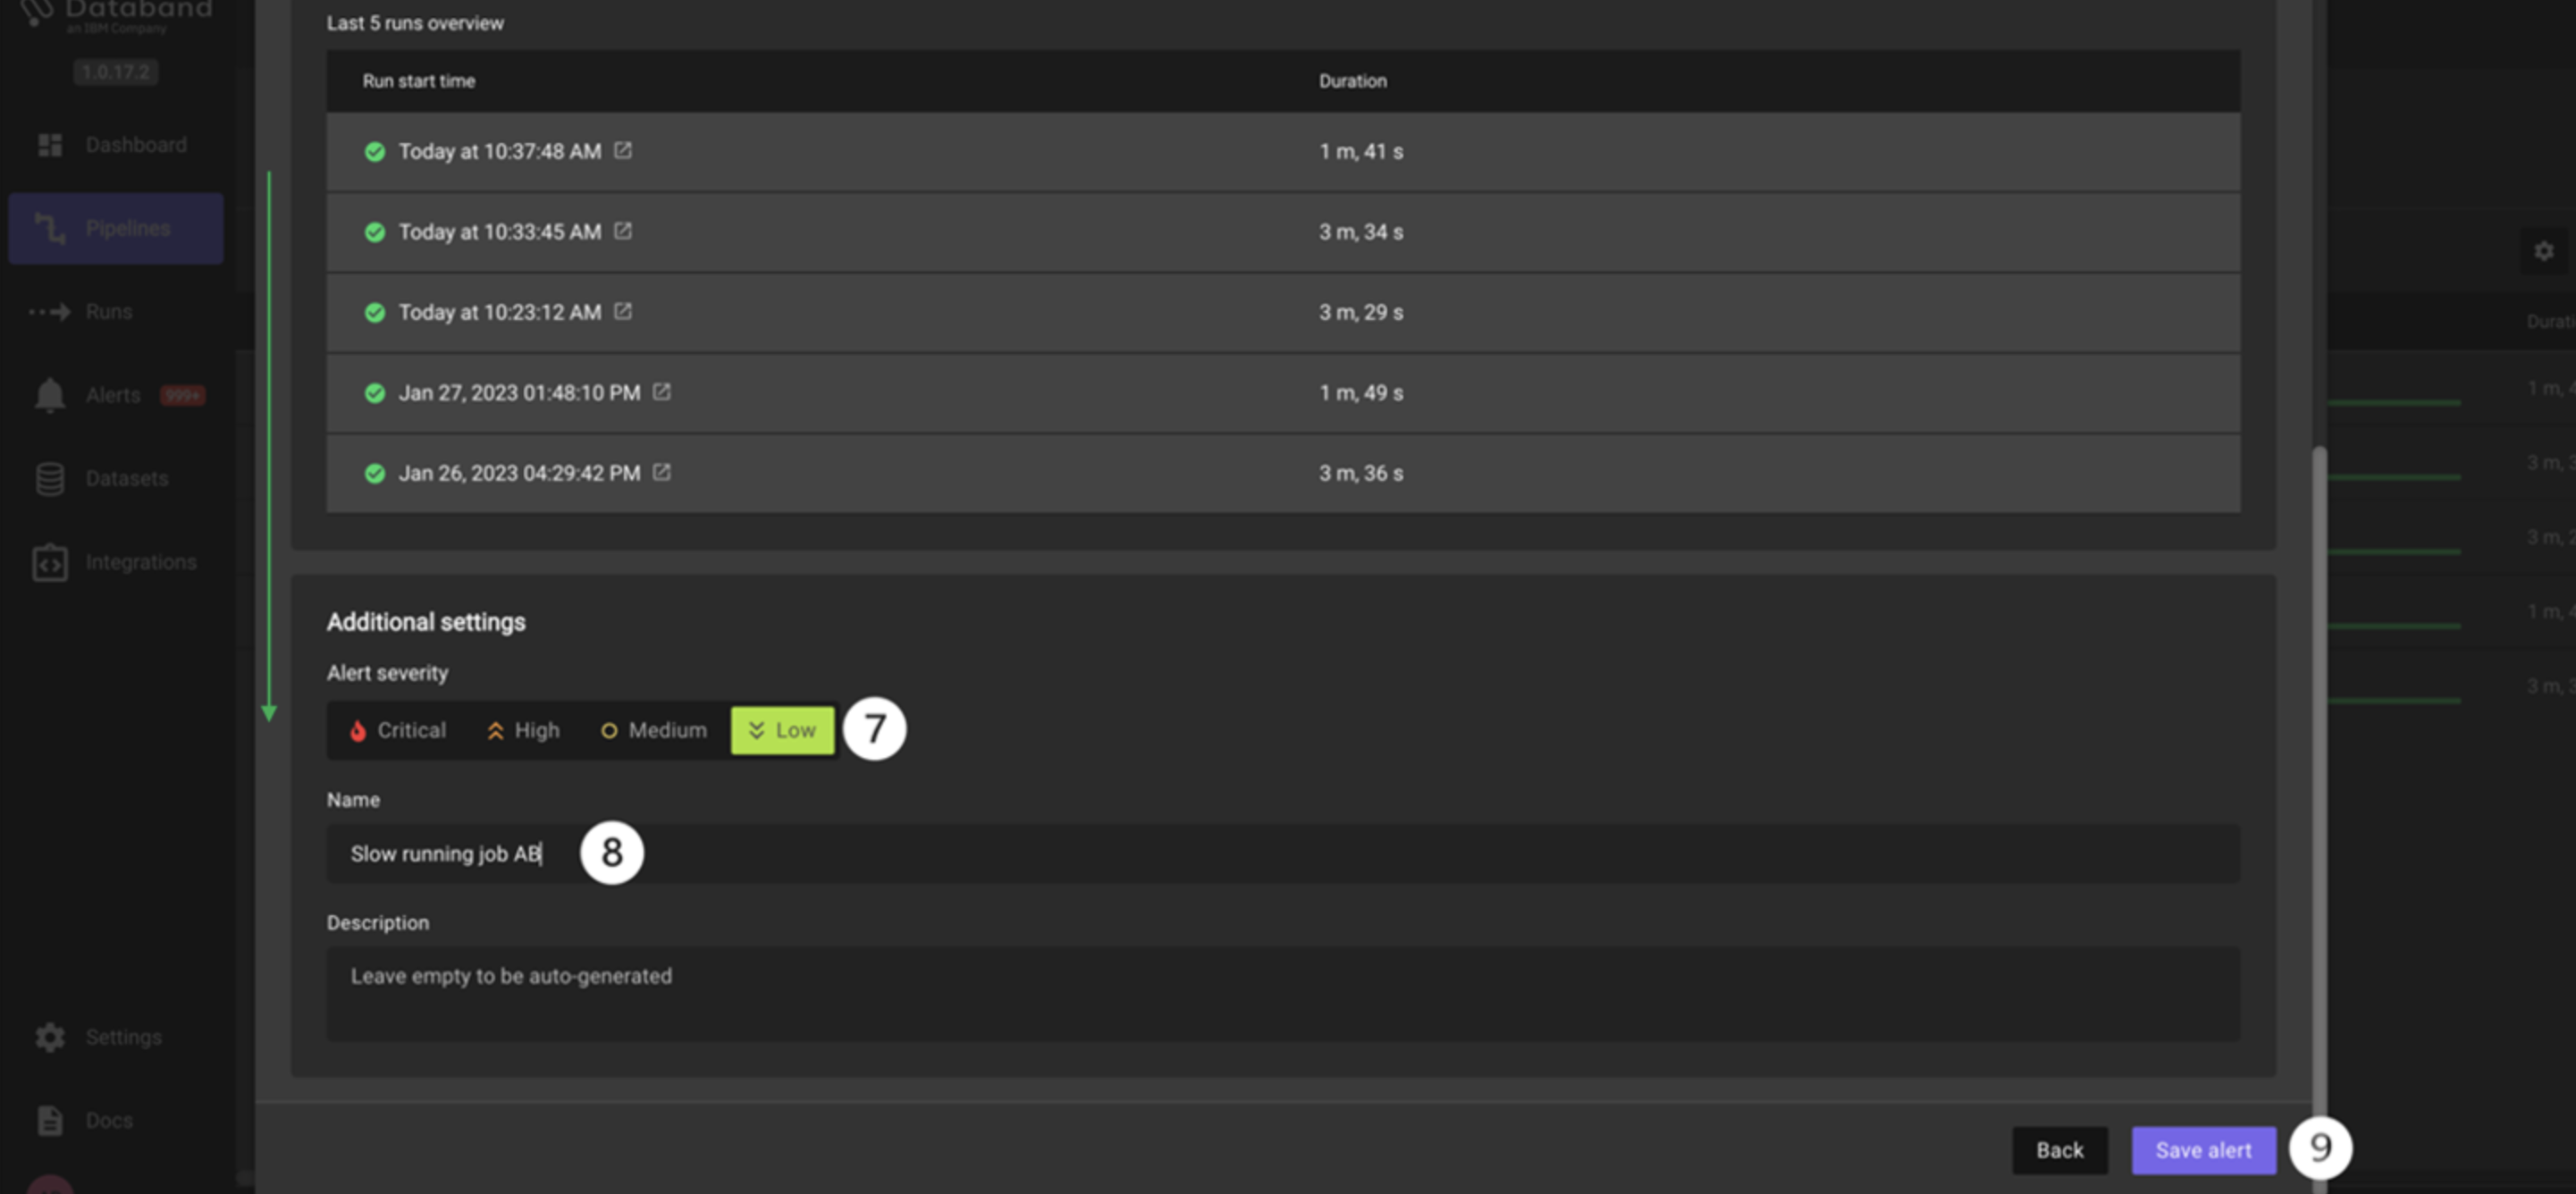 Databand
an IBM Company
1.0.17.2
Dashboard
Pipelines
Runs
Alerts 999+
Datasets
Integrations
Settings
Docs
Last 5 runs overview
Run start time Duration
Today at 10:37:48 AM 1 m, 41 s
Today at 10:33:45 AM 3 m, 34 s
Today at 10:23:12 AM 3 m, 29 s
Jan 27, 2023 01:48:10 PM 1 m, 49 s
Jan 26, 2023 04:29:42 PM 3 m, 36 s
Additional settings
Alert severity
Critical High Medium Low 7
Name
Slow running job AB 8
Description
Leave empty to be auto-generated
Back Save alert 9
Durati
1 m, 4
3 m, 3
3 m, 2
1 m, 4
3 m, 3